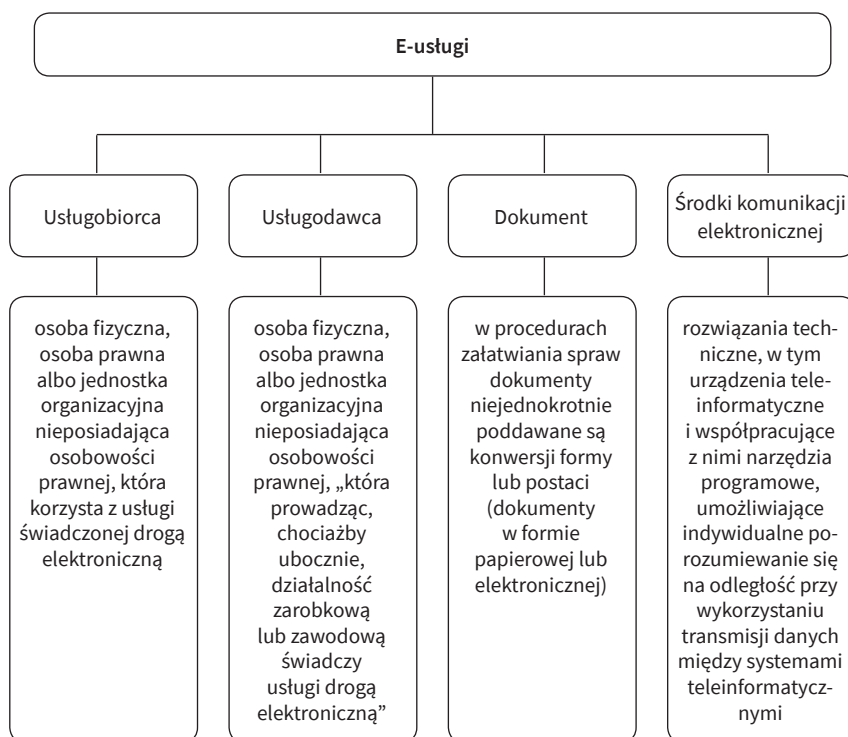 E-usługi
Usługobiorca
Usługodawca
Dokument
Środki komunikacji
elektronicznej
osoba fizyczna,
osoba prawna
albo jednostka
organizacyjna
nieposiadająca
osobowości
prawnej, która
korzysta z usługi
świadczonej drogą
elektroniczną
osoba fizyczna,
osoba prawna
albo jednostka
organizacyjna
nieposiadająca
osobowości
prawnej, „która
prowadząc,
chociażby
ubocznie,
działalność
zarobkową
lub zawodową
świadczy
usługi drogą
elektroniczną”
w procedurach
załatwiania spraw
dokumenty
niejednokrotnie
poddawane są
konwersji formy
lub postaci
(dokumenty
w formie
papierowej lub
elektronicznej)
rozwiązania tech-
niczne, w tym
urządzenia tele-
informatyczne
i współpracujące
z nimi narzędzia
programowe,
umożliwiające
indywidualne po-
rozumiewanie się
na odległość przy
wykorzystaniu
transmisji danych
między systemami
teleinformatycz-
nymi